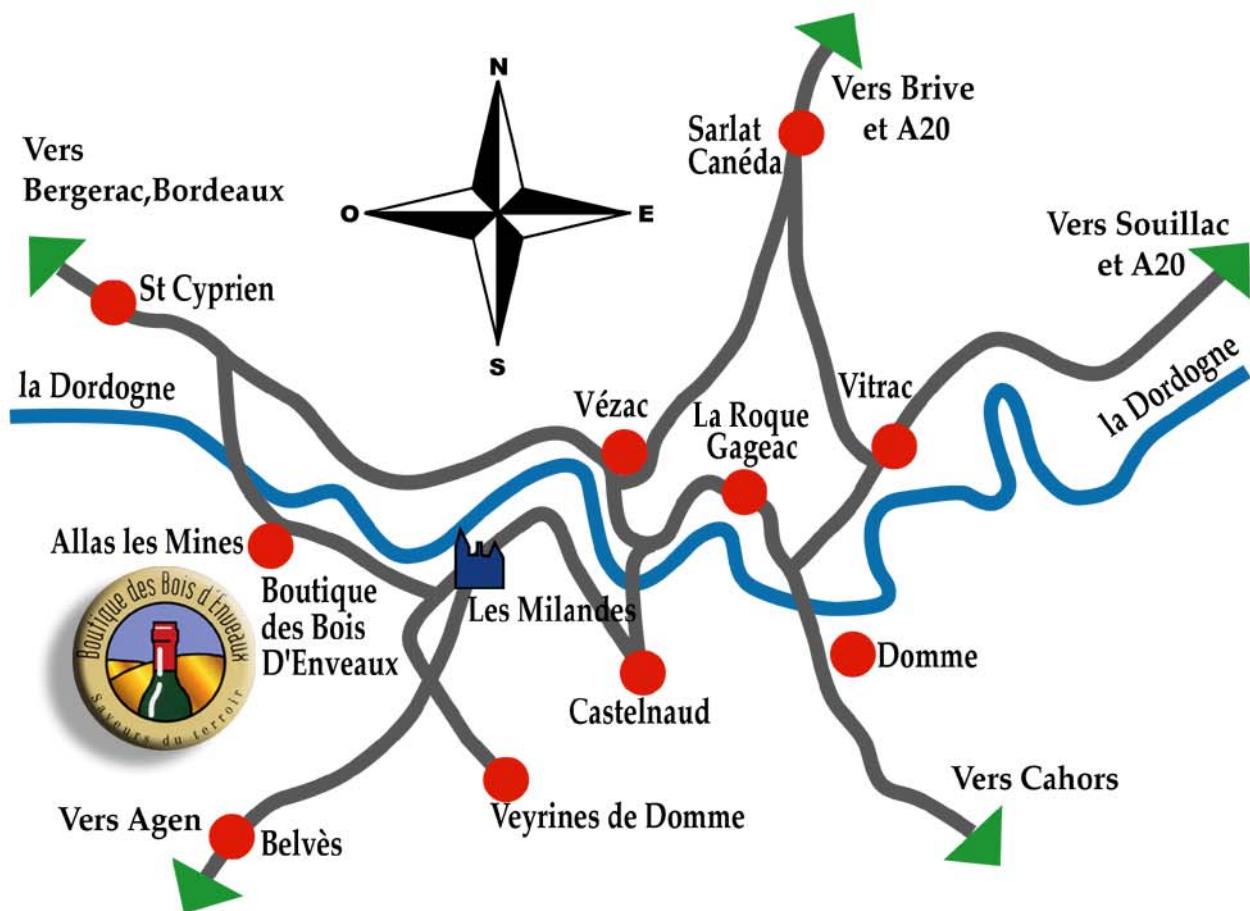 N
O
E
S
Vers
Bergerac,Bordeaux
St Cyprien
la Dordogne
Sarlat
Canéda
Vers Brive
et A20
Vers Souillac
et A20
la Dordogne
Vézac
La Roque
Gageac
Vitrac
Allas les Mines
Boutique
des Bois
D'Enveaux
Boutique des Bois d'Enveaux
Saveurs du terroir
Les Milandes
Castelnaud
Domme
Vers Agen
Belvès
Veyrines de Domme
Vers Cahors